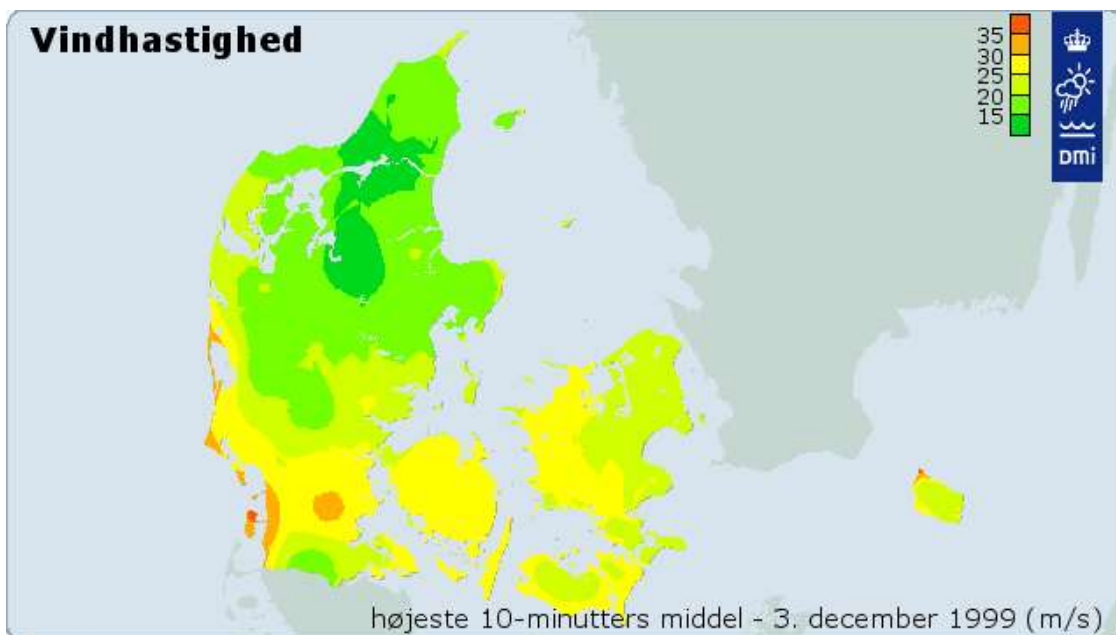 Vindhastighed
35
30
25
20
15
DMi
højeste 10-minutters middel - 3. december 1999 (m/s)